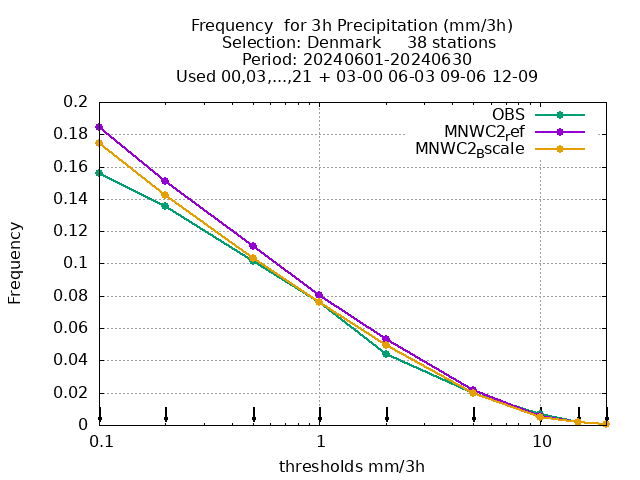 Frequency  for 3h Precipitation (mm/3h)
Selection: Denmark     38 stations
Period: 20240601-20240630
Used 00,03,...,21 + 03-00 06-03 09-06 12-09
OBS
MNWC2ref
MNWC2Bscale
0.2
0.18
0.16
0.14
0.12
0.1
0.08
0.06
0.04
0.02
0
Frequency
0.1 1 10
thresholds mm/3h